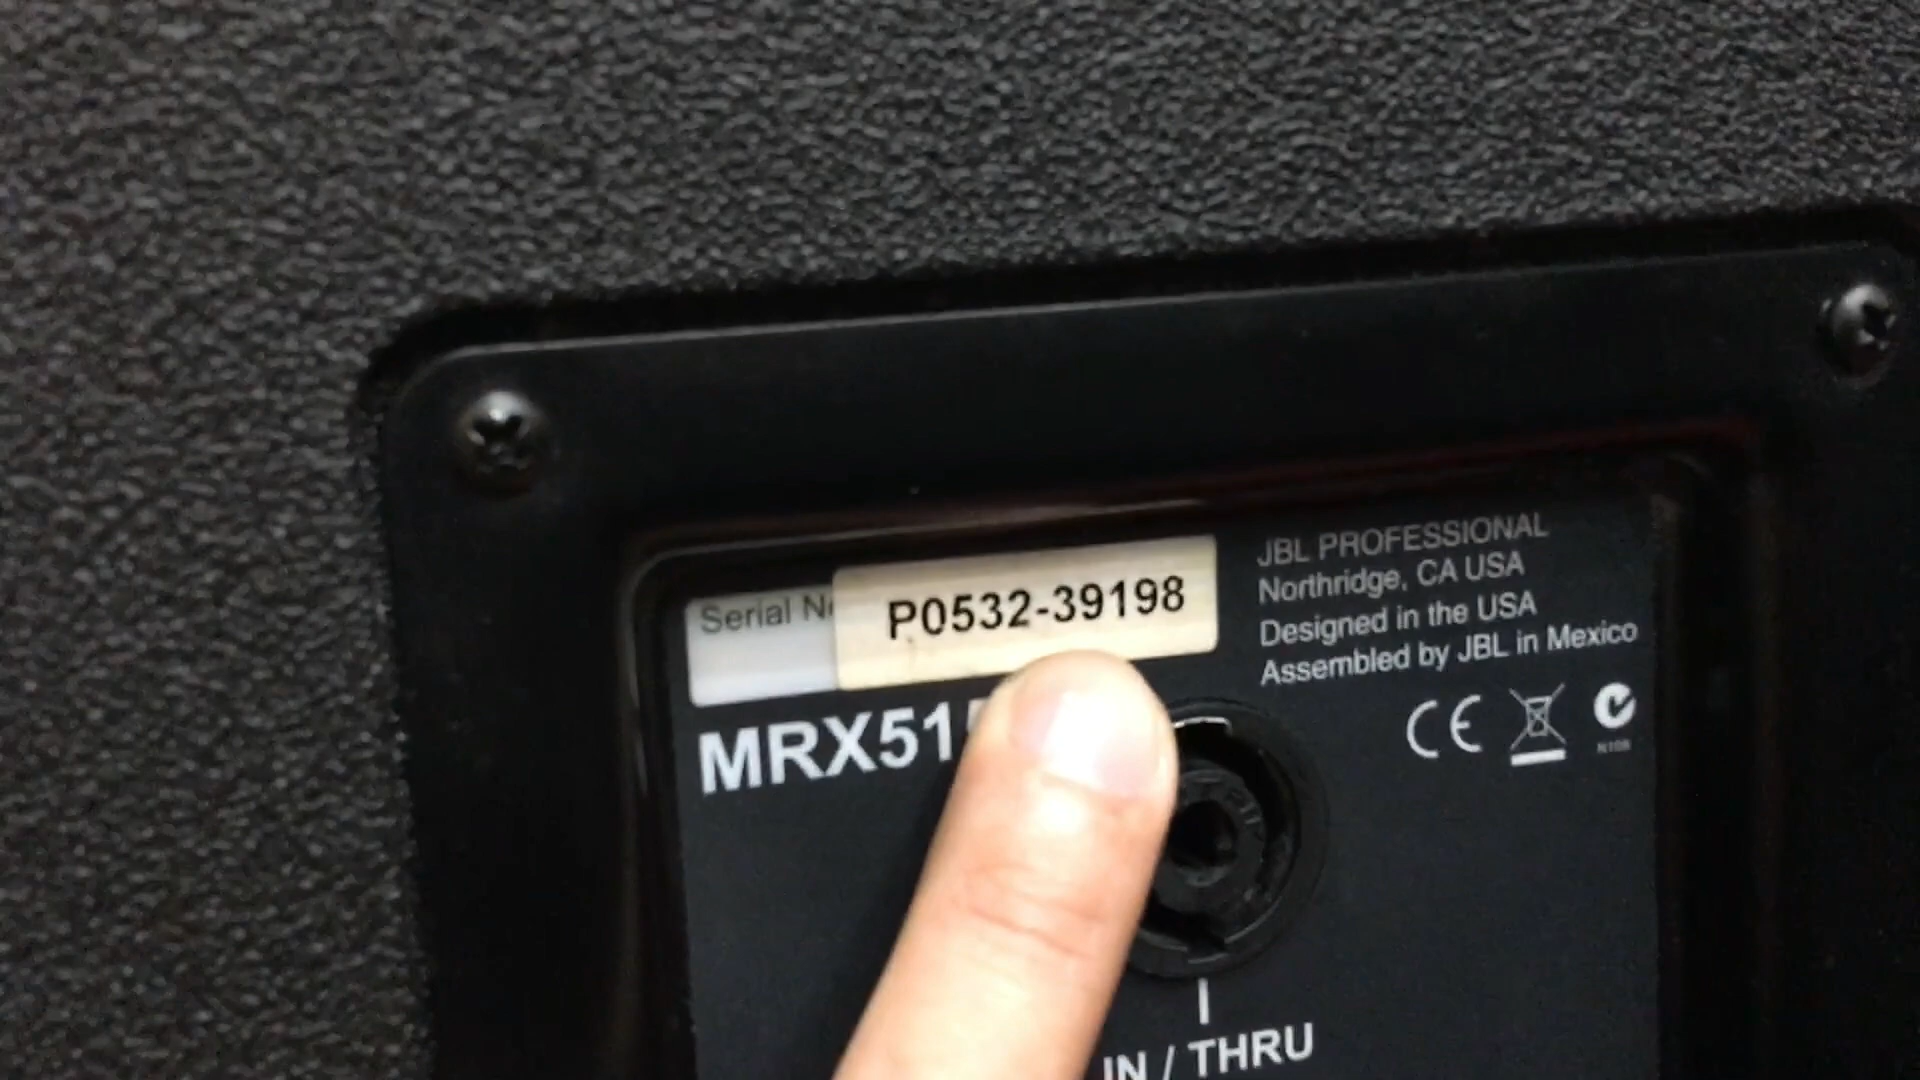 Serial N
P0532-39198
MRX51
JBL PROFESSIONAL
Northridge, CA USA
Designed in the USA
Assembled by JBL in Mexico
CE
N108
IN / THRU